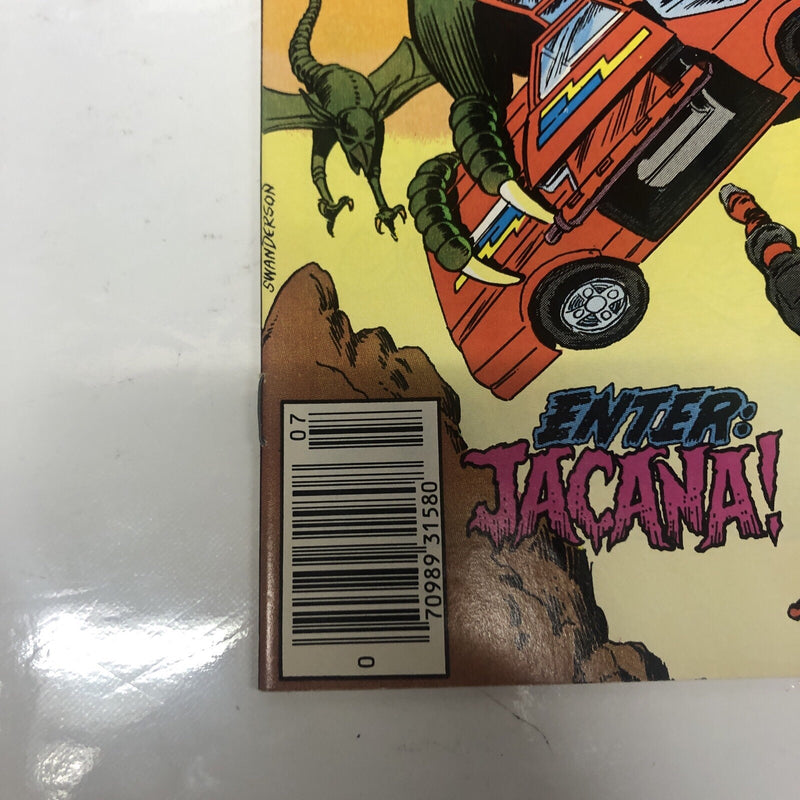 SWANDERSON
ENTER:
JACANA!
07
0 70989 31580